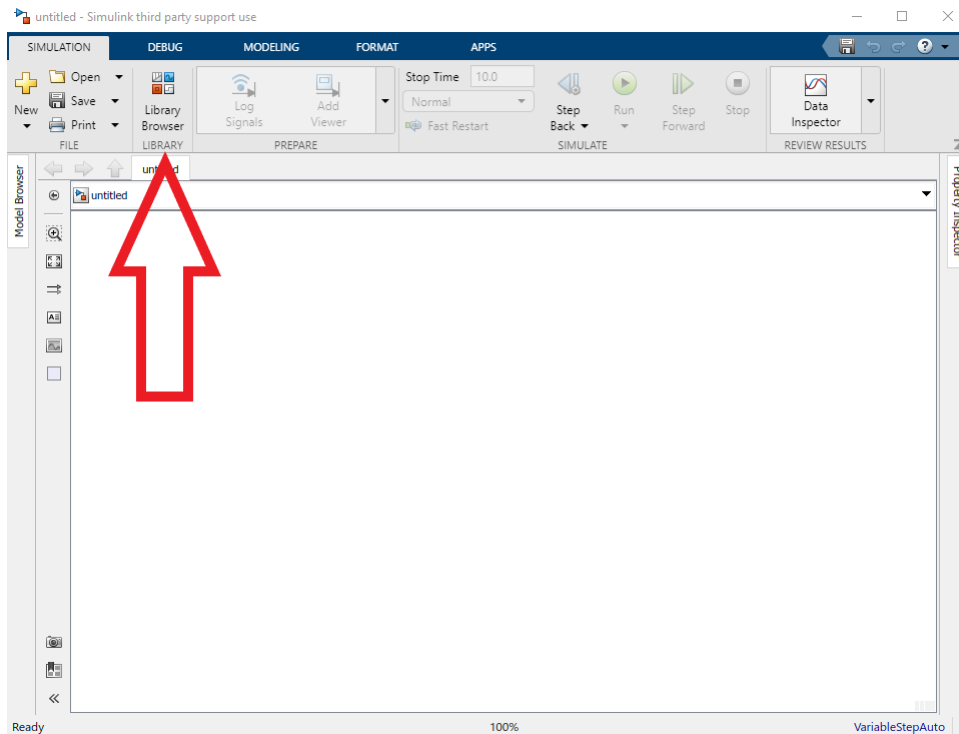 untitled - Simulink third party support use
SIMULATION DEBUG MODELING FORMAT APPS
New
Open
Save
Print
FILE
Library
Browser
LIBRARY
Log
Signals
Add
Viewer
PREPARE
Stop Time 10.0
Normal
Fast Restart
Step
Back
Run
Step
Forward
Stop
SIMULATE
Data
Inspector
REVIEW RESULTS
Model Browser
untitled
Property Inspector
Ready 100% VariableStepAuto